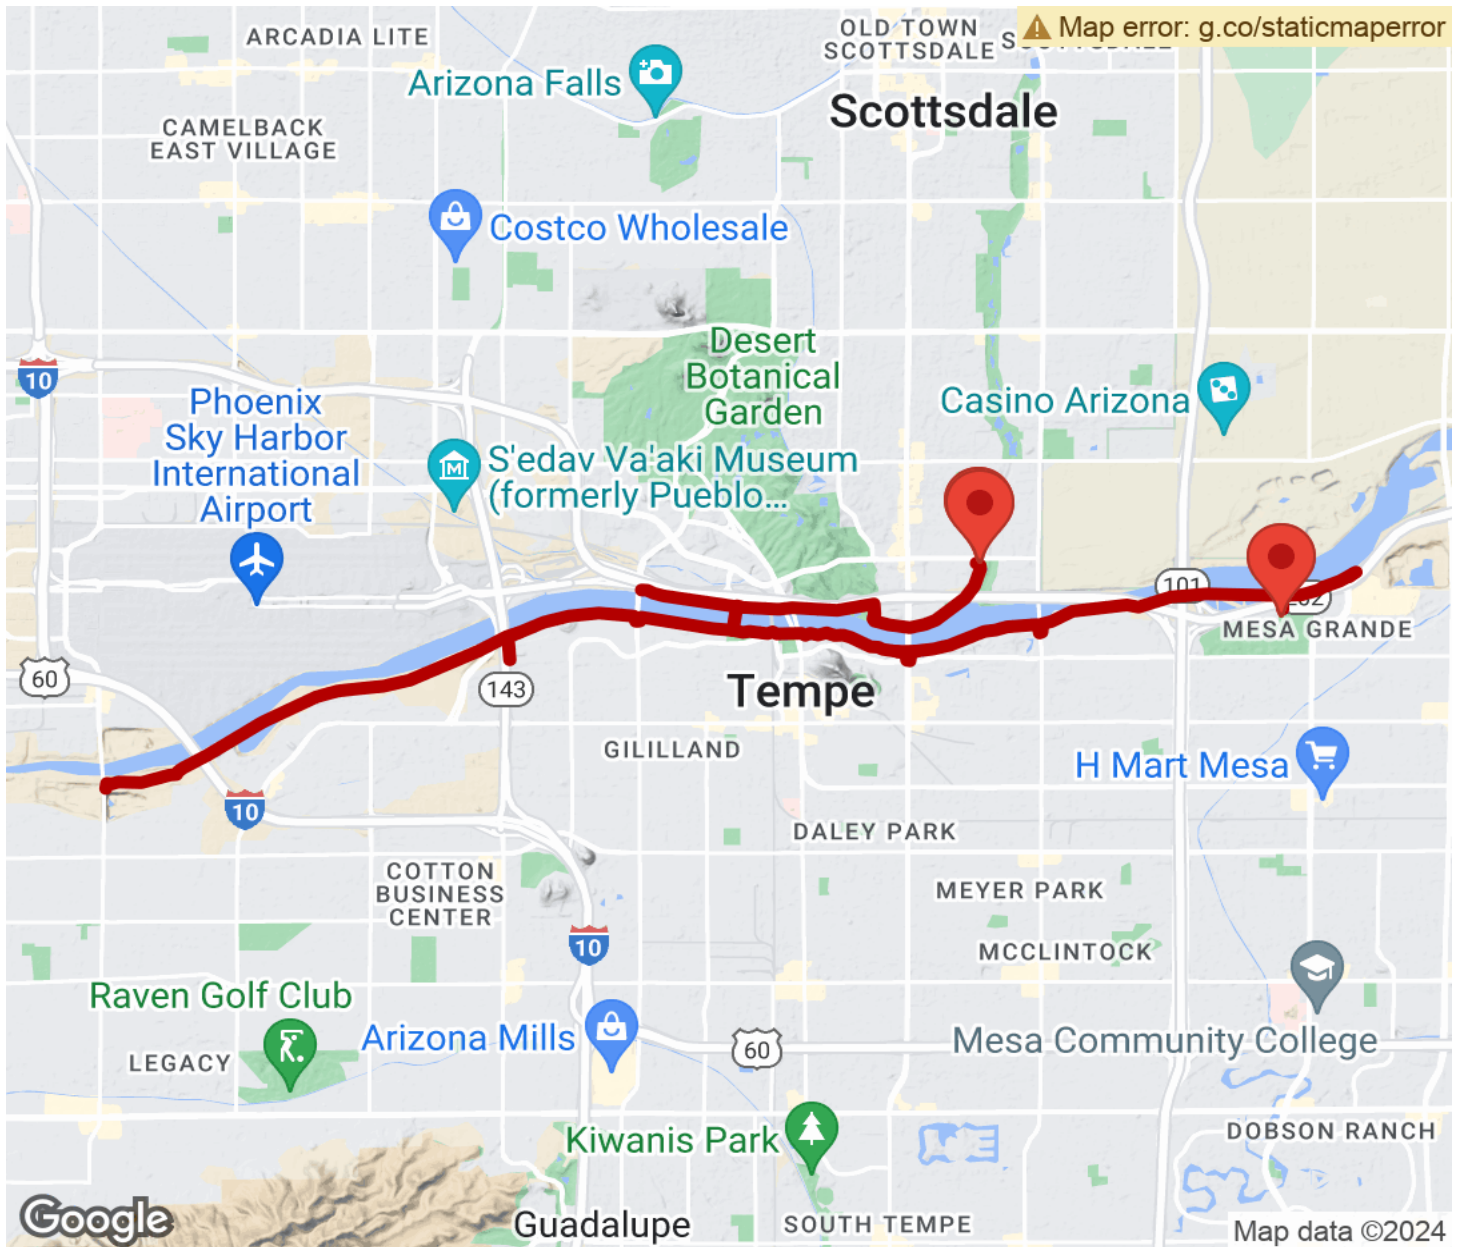 ARCADIA LITE
OLD TOWN
SCOTTSDALE
Map error: g.co/staticmaperror
Arizona Falls
Scottsdale
CAMELBACK
EAST VILLAGE
Costco Wholesale
Desert
Botanical
Garden
10
Phoenix
Sky Harbor
International
Airport
Casino Arizona
S'edav Va'aki Museum
(formerly Pueblo...
101
202
MESA GRANDE
60
143
Tempe
GILILLAND
H Mart Mesa
10
DALEY PARK
COTTON
BUSINESS
CENTER
MEYER PARK
10
MCCLINTOCK
Raven Golf Club
Arizona Mills
60
Mesa Community College
LEGACY
Kiwanis Park
DOBSON RANCH
Google
Guadalupe
SOUTH TEMPE
Map data ©2024